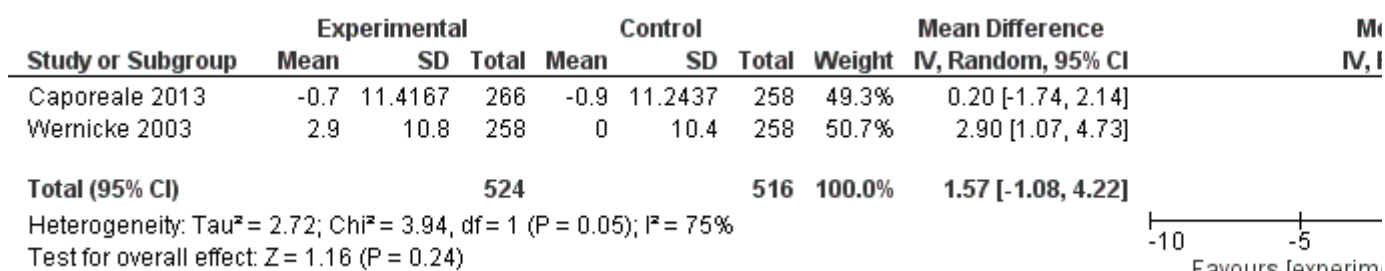 Experimental Control Mean Difference
Study or Subgroup Mean SD Total Mean SD Total Weight IV, Random, 95% CI
Caporeale 2013 -0.7 11.4167 266 -0.9 11.2437 258 49.3% 0.20 [-1.74, 2.14]
Wernicke 2003 2.9 10.8 258 0 10.4 258 50.7% 2.90 [1.07, 4.73]
Total (95% CI) 524 516 100.0% 1.57 [-1.08, 4.22]
Heterogeneity: Tau² = 2.72; Chi² = 3.94, df = 1 (P = 0.05); I² = 75%
-10 -5
Test for overall effect: Z = 1.16 (P = 0.24)
Favours